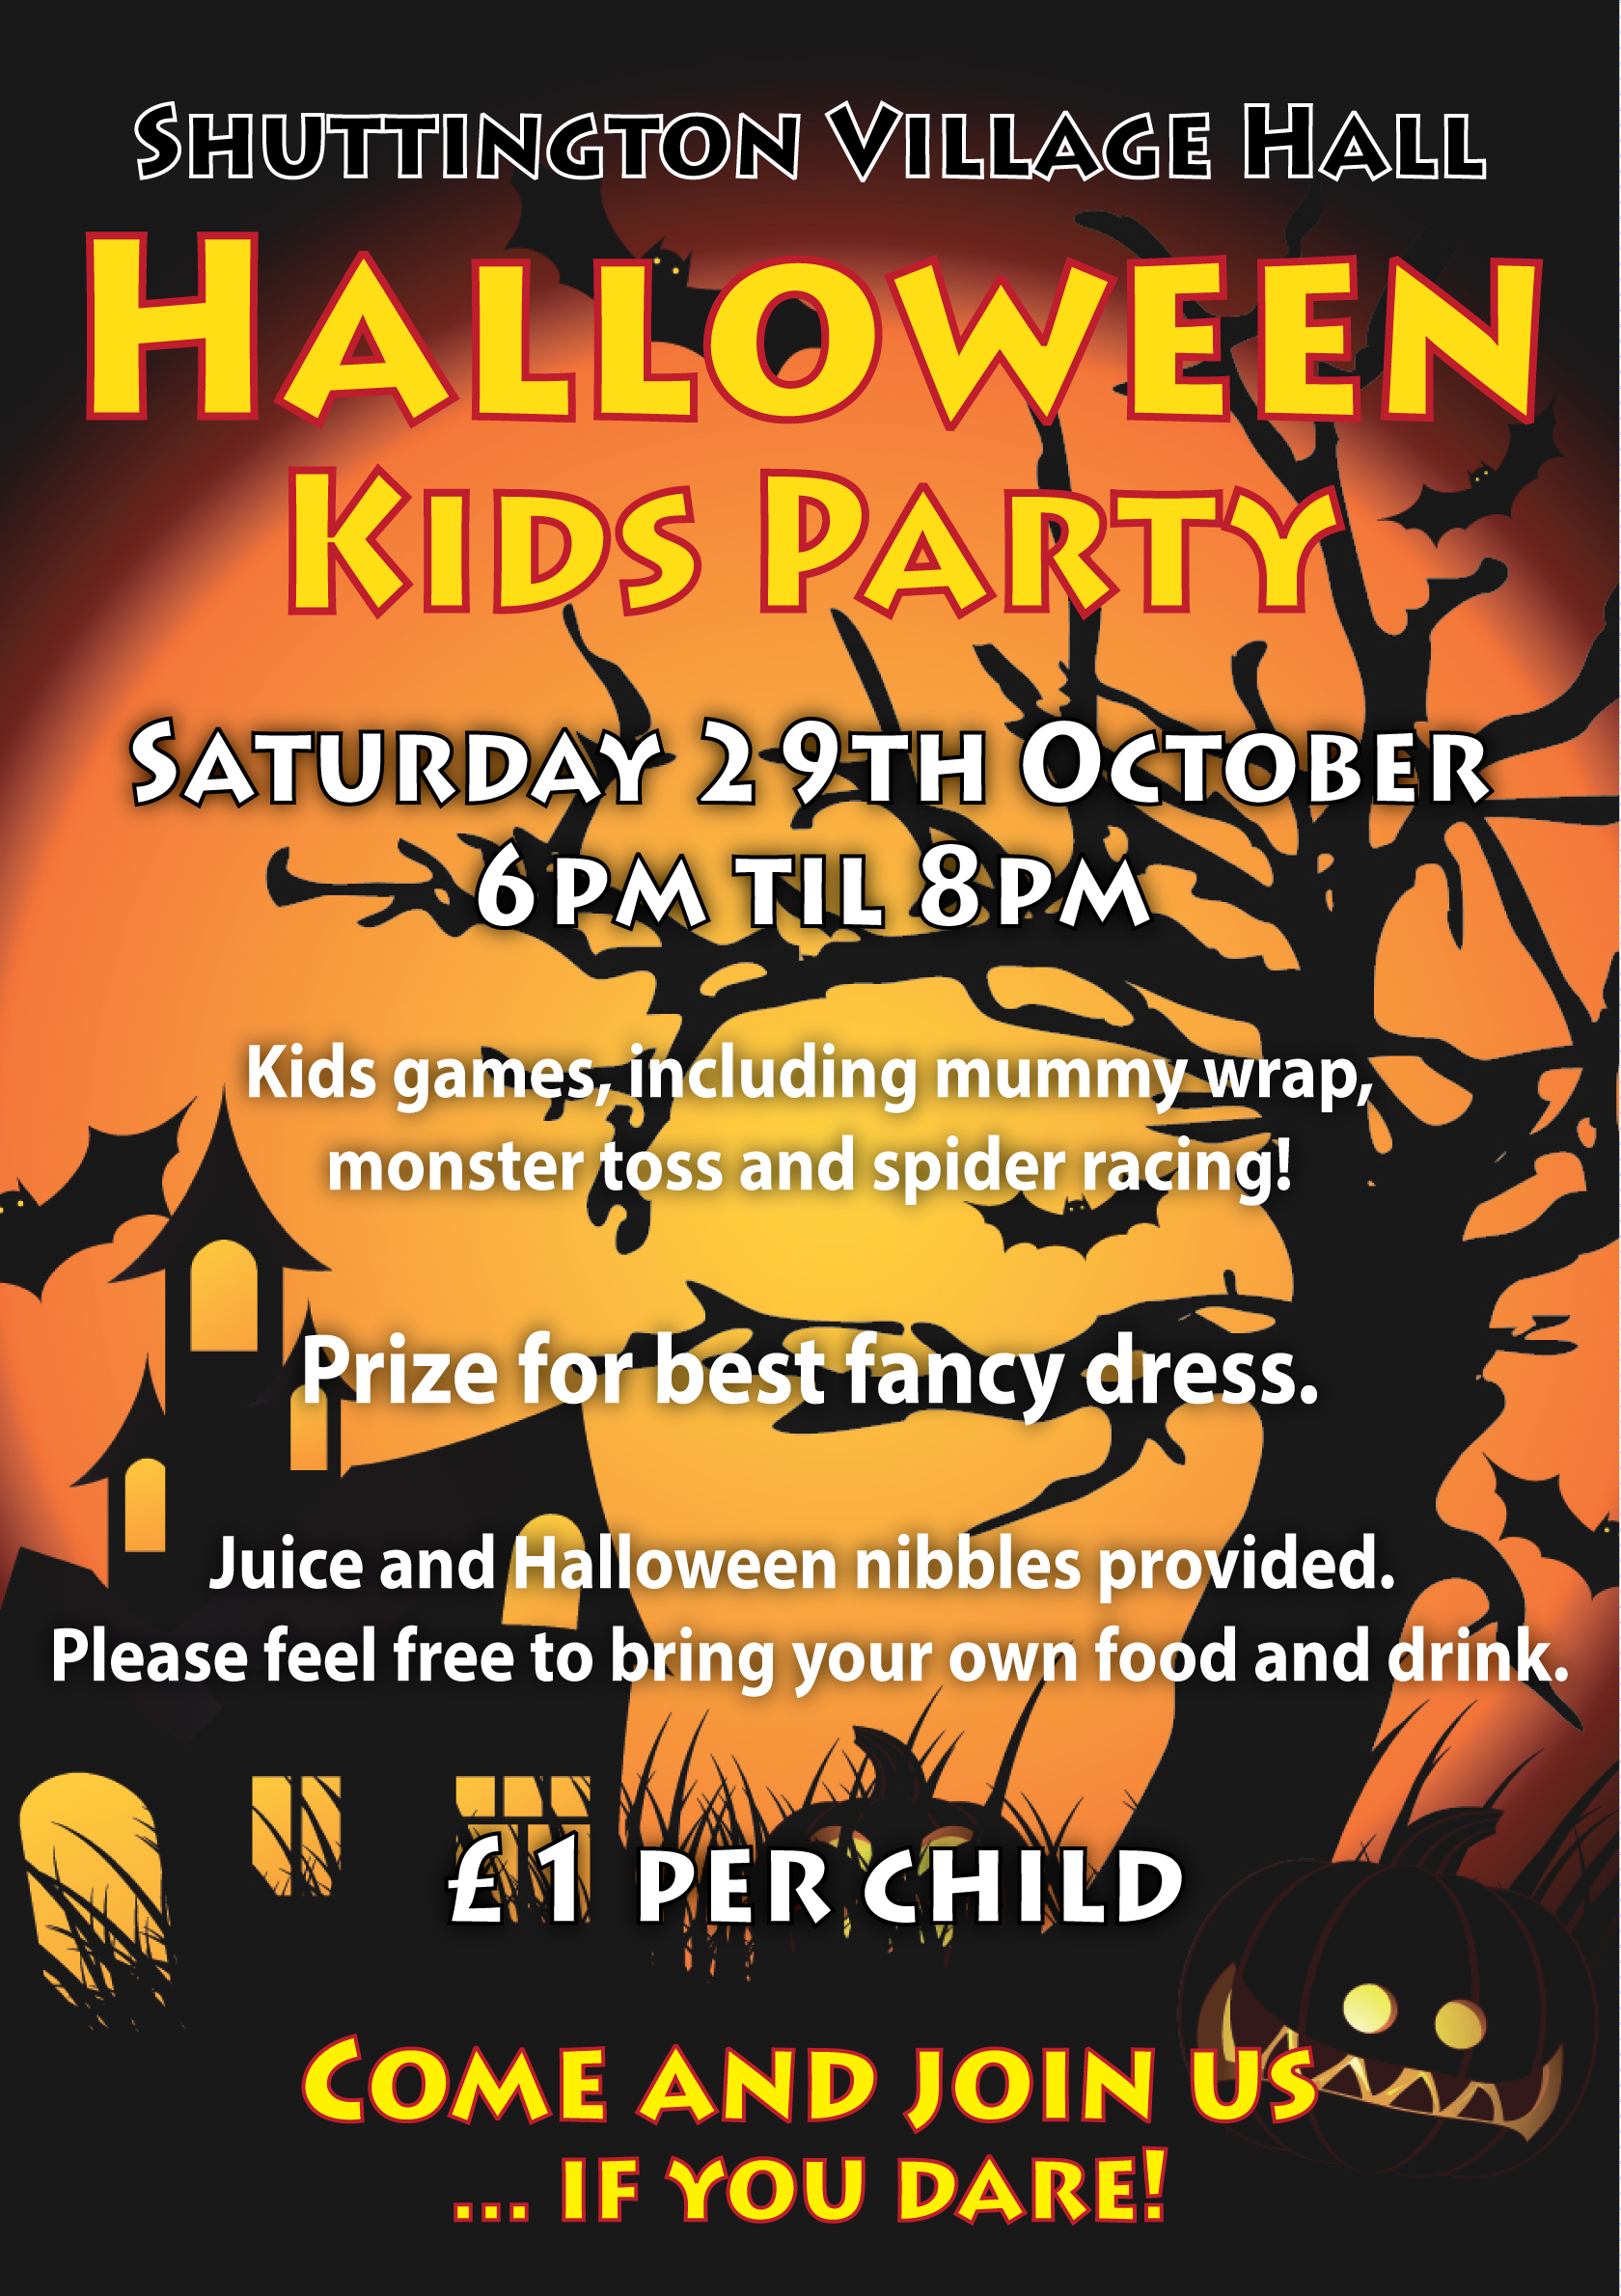 Shuttington Village Hall
Halloween
Kids Party
Saturday 29th October
6pm til 8pm
Kids games, including mummy wrap,
monster toss and spider racing!
Prize for best fancy dress.
Juice and Halloween nibbles provided.
Please feel free to bring your own food and drink.
£1 per child
Come and join us
... if you dare!